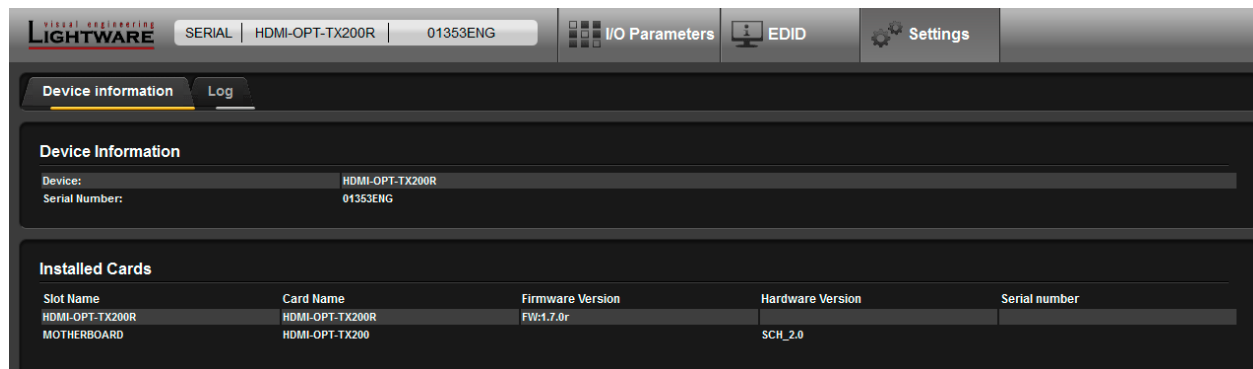 visual engineering
LIGHTWARE
SERIAL HDMI-OPT-TX200R 01353ENG
I/O Parameters
EDID
Settings
Device information
Log
Device Information
Device: HDMI-OPT-TX200R
Serial Number: 01353ENG
Installed Cards
Slot Name Card Name Firmware Version Hardware Version Serial number
HDMI-OPT-TX200R HDMI-OPT-TX200R FW:1.7.0r
MOTHERBOARD HDMI-OPT-TX200 SCH_2.0